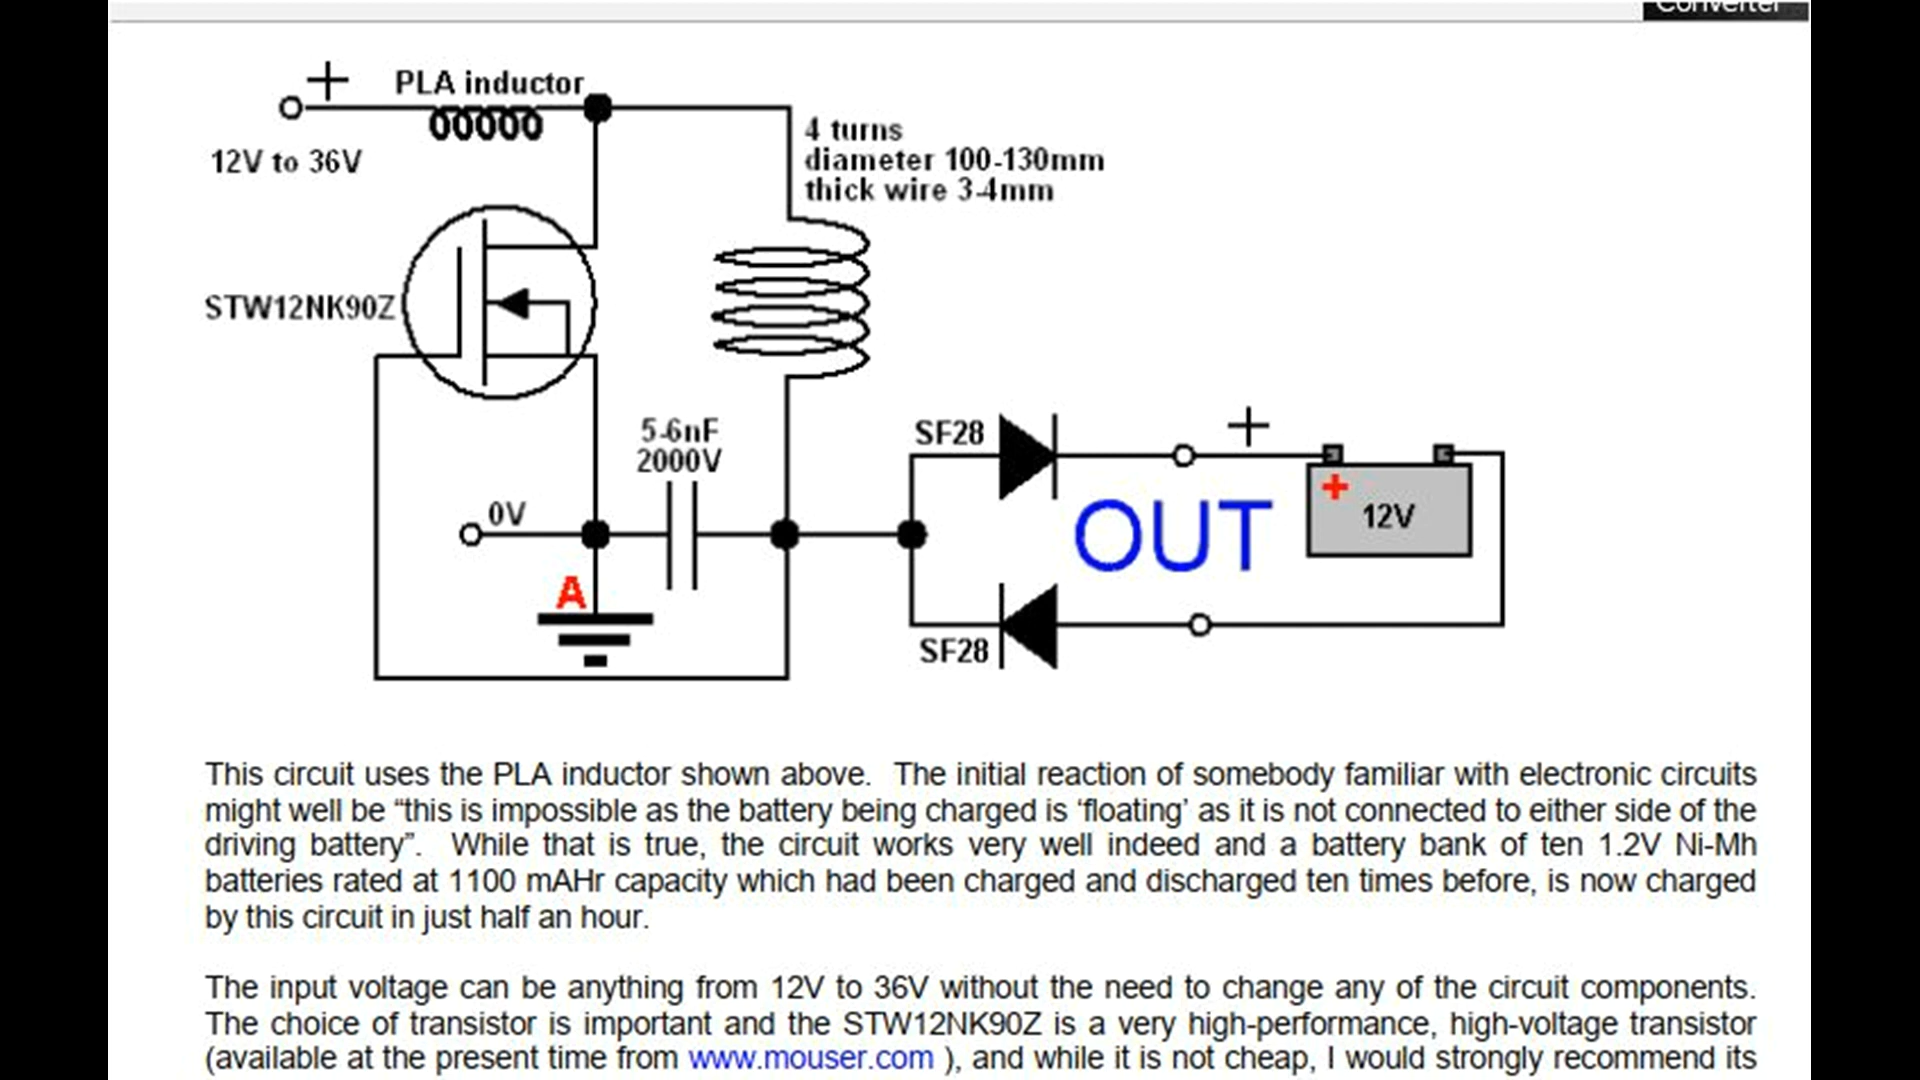 Converter
+
PLA inductor
12V to 36V
4 turns
diameter 100-130mm
thick wire 3-4mm
STW12NK90Z
5-6nF
2000V
SF28
+
0V
OUT
+
12V
A
SF28
This circuit uses the PLA inductor shown above. The initial reaction of somebody familiar with electronic circuits
might well be “this is impossible as the battery being charged is ‘floating’ as it is not connected to either side of the
driving battery”. While that is true, the circuit works very well indeed and a battery bank of ten 1.2V Ni-Mh
batteries rated at 1100 mAHr capacity which had been charged and discharged ten times before, is now charged
by this circuit in just half an hour.
The input voltage can be anything from 12V to 36V without the need to change any of the circuit components.
The choice of transistor is important and the STW12NK90Z is a very high-performance, high-voltage transistor
(available at the present time from www.mouser.com ), and while it is not cheap, I would strongly recommend its